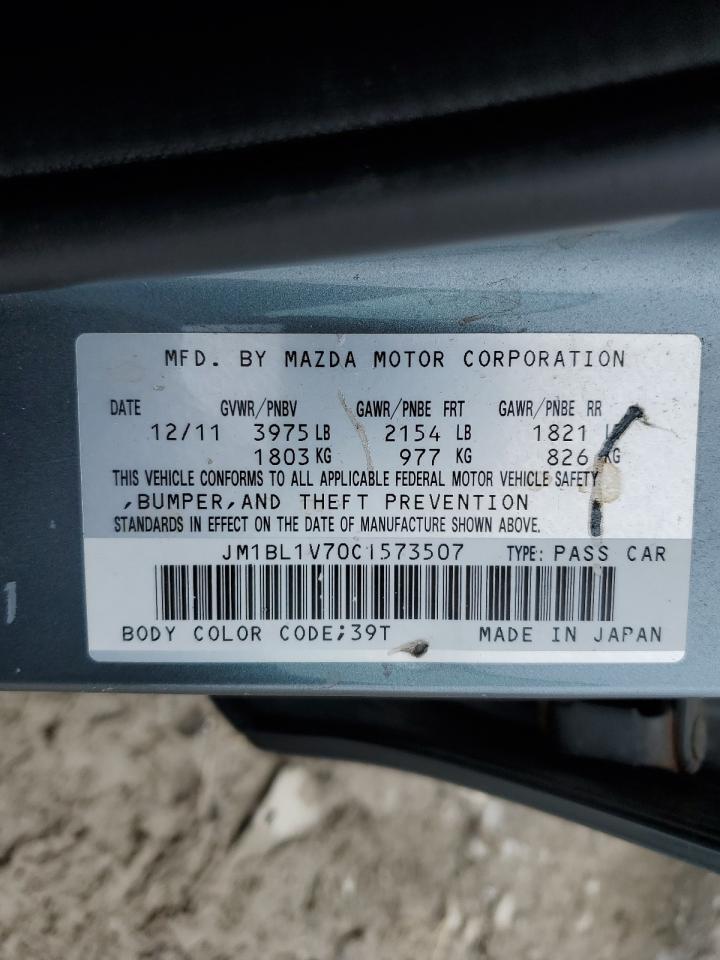 MFD. BY MAZDA MOTOR CORPORATION
DATE GVWR/PNBV GAWR/PNBE FRT GAWR/PNBE RR
12/11 3975 LB 2154 LB 1821
1803 KG 977 KG 826 KG
THIS VEHICLE CONFORMS TO ALL APPLICABLE FEDERAL MOTOR VEHICLE SAFETY
,BUMPER,AND THEFT PREVENTION
STANDARDS IN EFFECT ON THE DATE OF MANUFACTURE SHOWN ABOVE.
JM1BL1V70C1573507 TYPE: PASS CAR
BODY COLOR CODE;39T MADE IN JAPAN